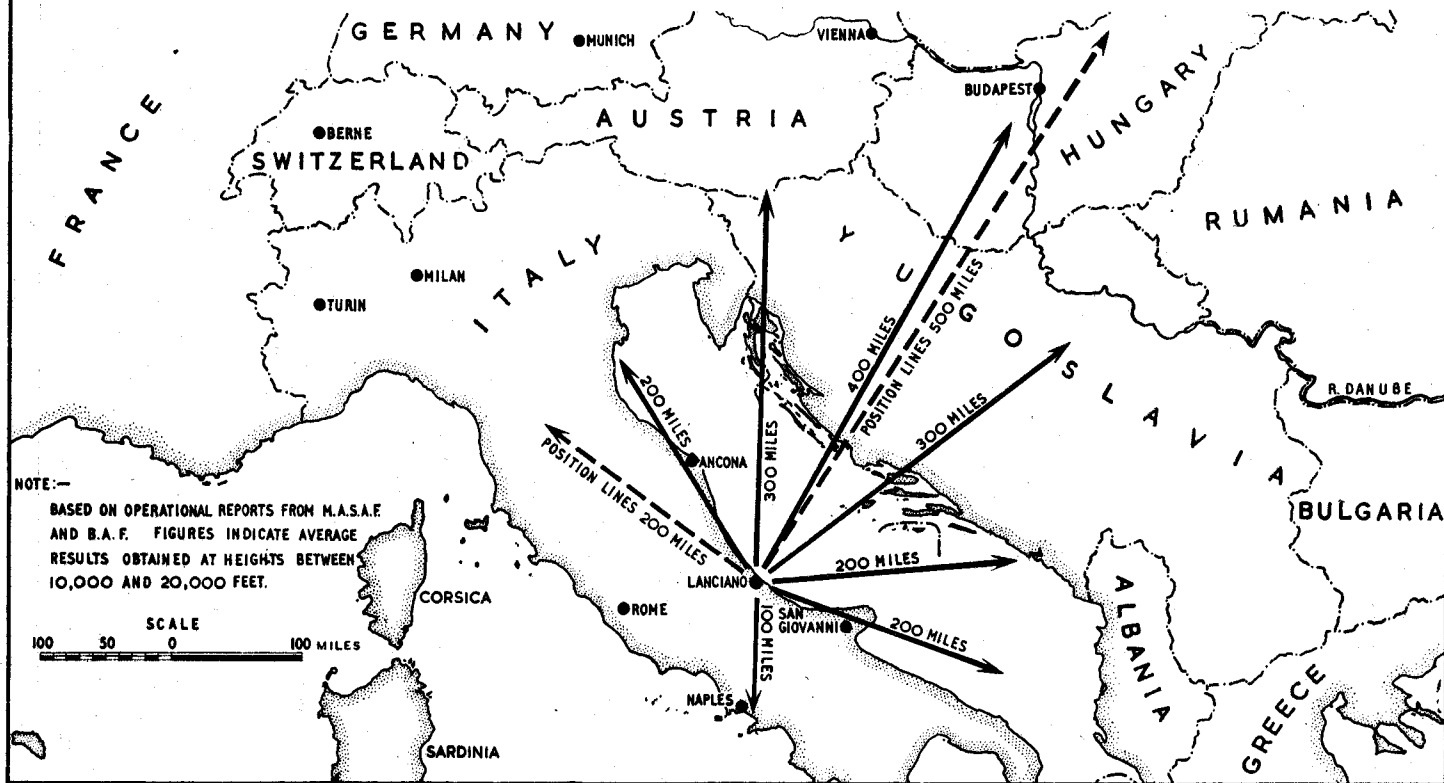 GERMANY
MUNICH
VIENNA
BUDAPEST
HUNGARY
FRANCE
BERNE
SWITZERLAND
AUSTRIA
RUMANIA
ITALY
MILAN
TURIN
YUGOSLAVIA
R. DANUBE
BULGARIA
200 MILES
ANCONA
300 MILES
400 MILES
POSITION LINES 500 MILES
300 MILES
POSITION LINES 200 MILES
NOTE:—
BASED ON OPERATIONAL REPORTS FROM M.A.S.A.F.
AND B.A.F. FIGURES INDICATE AVERAGE
RESULTS OBTAINED AT HEIGHTS BETWEEN
10,000 AND 20,000 FEET.
SCALE
100 50 0 100 MILES
CORSICA
SARDINIA
ROME
LANCIANO
200 MILES
100 MILES
SAN
GIOVANNI
200 MILES
NAPLES
ALBANIA
GREECE